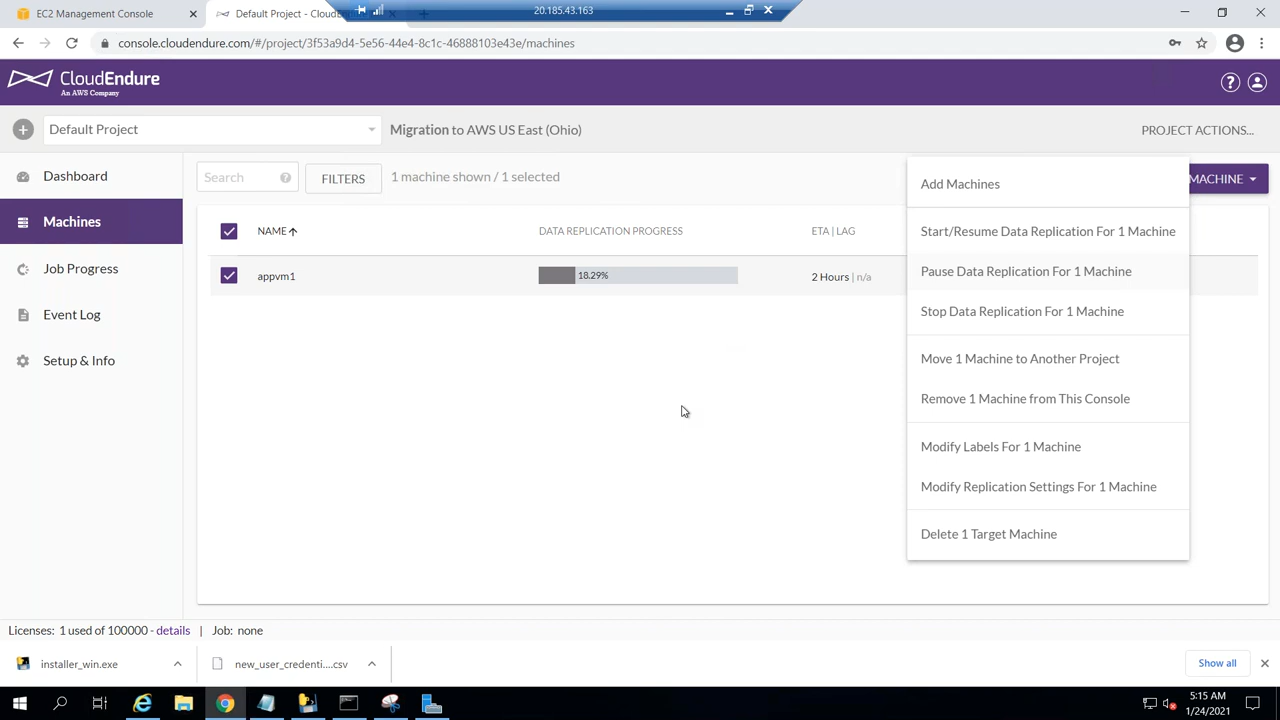 EC2 Management Console
Default Project - CloudEndure
20.185.43.163
console.cloudendure.com/#/project/3f53a9d4-5e56-44e4-8c1c-46888103e43e/machines
CloudEndure
An AWS Company
Default Project
Migration to AWS US East (Ohio)
PROJECT ACTIONS...
Dashboard
Machines
Job Progress
Event Log
Setup & Info
Search
FILTERS
1 machine shown / 1 selected
MACHINE
NAME
DATA REPLICATION PROGRESS
ETA | LAG
appvm1
18.29%
2 Hours | n/a
Add Machines
Start/Resume Data Replication For 1 Machine
Pause Data Replication For 1 Machine
Stop Data Replication For 1 Machine
Move 1 Machine to Another Project
Remove 1 Machine from This Console
Modify Labels For 1 Machine
Modify Replication Settings For 1 Machine
Delete 1 Target Machine
Licenses: 1 used of 100000 - details | Job: none
installer_win.exe
new_user_credenti....csv
Show all
5:15 AM
1/24/2021